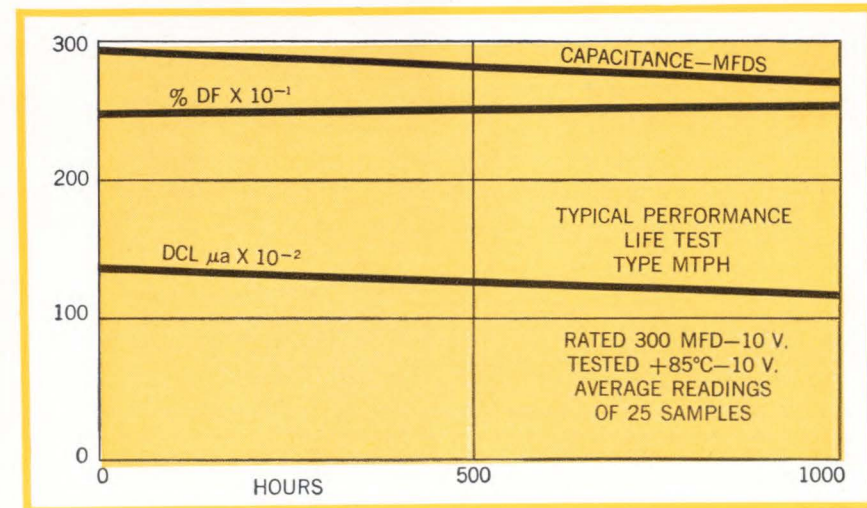 300
CAPACITANCE—MFDS
% DF X 10⁻¹
200
TYPICAL PERFORMANCE
LIFE TEST
TYPE MTPH
DCL μa X 10⁻²
100
RATED 300 MFD—10 V.
TESTED +85°C—10 V.
AVERAGE READINGS
OF 25 SAMPLES
0
0 500 1000
HOURS